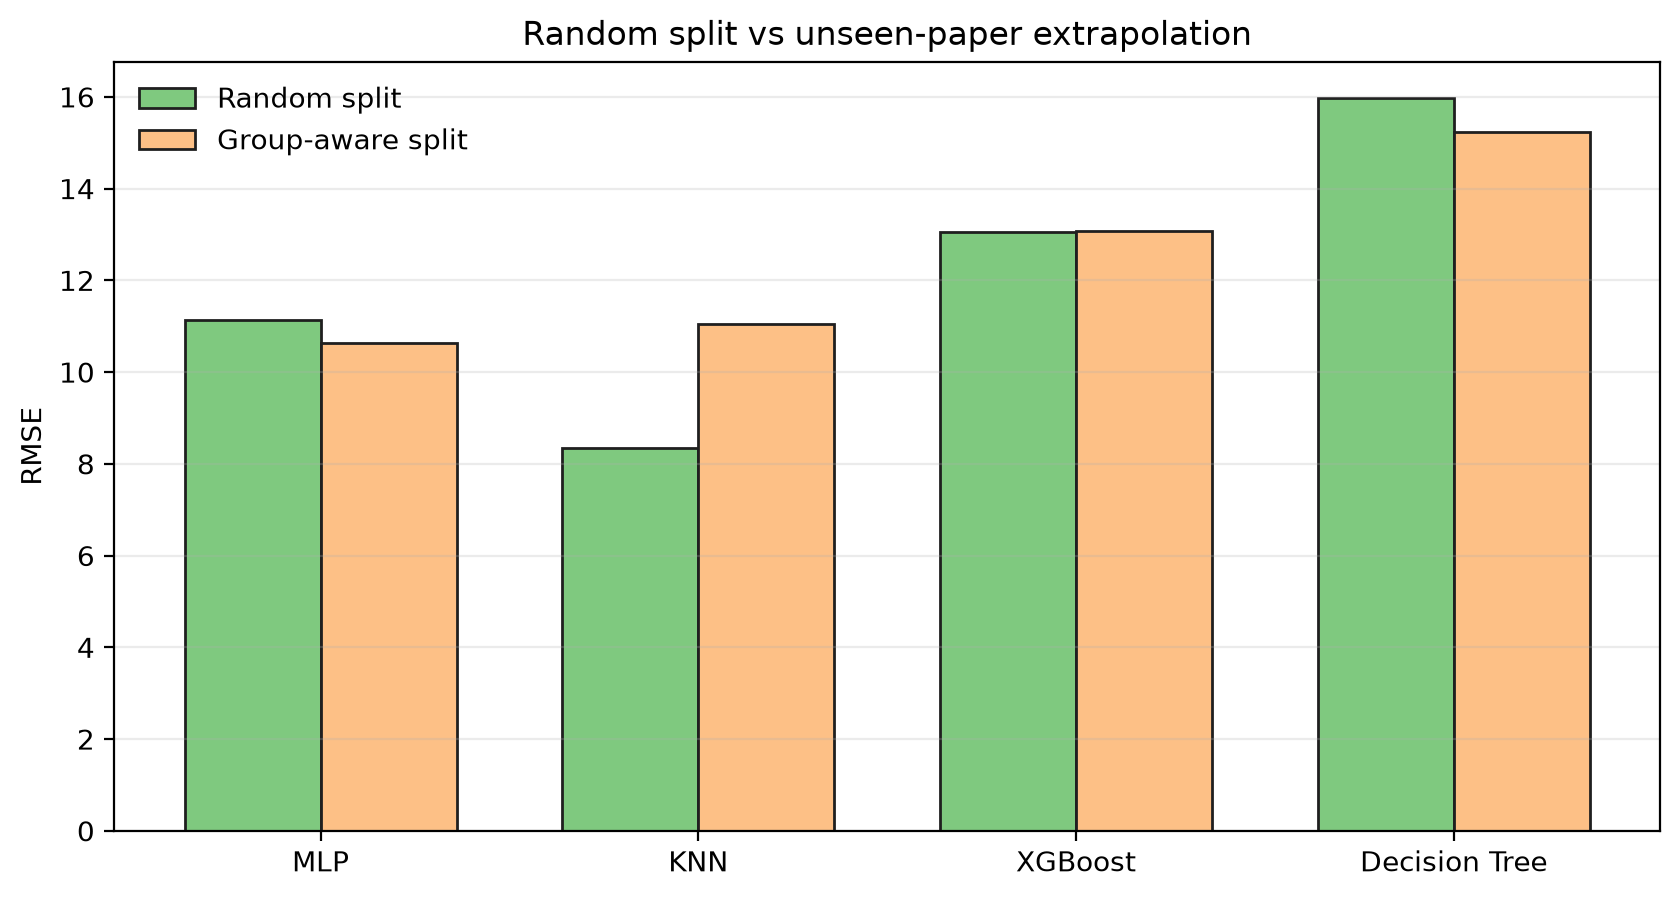 Random split vs unseen-paper extrapolation
Random split
Group-aware split
RMSE
16
14
12
10
8
6
4
2
0
MLP
KNN
XGBoost
Decision Tree